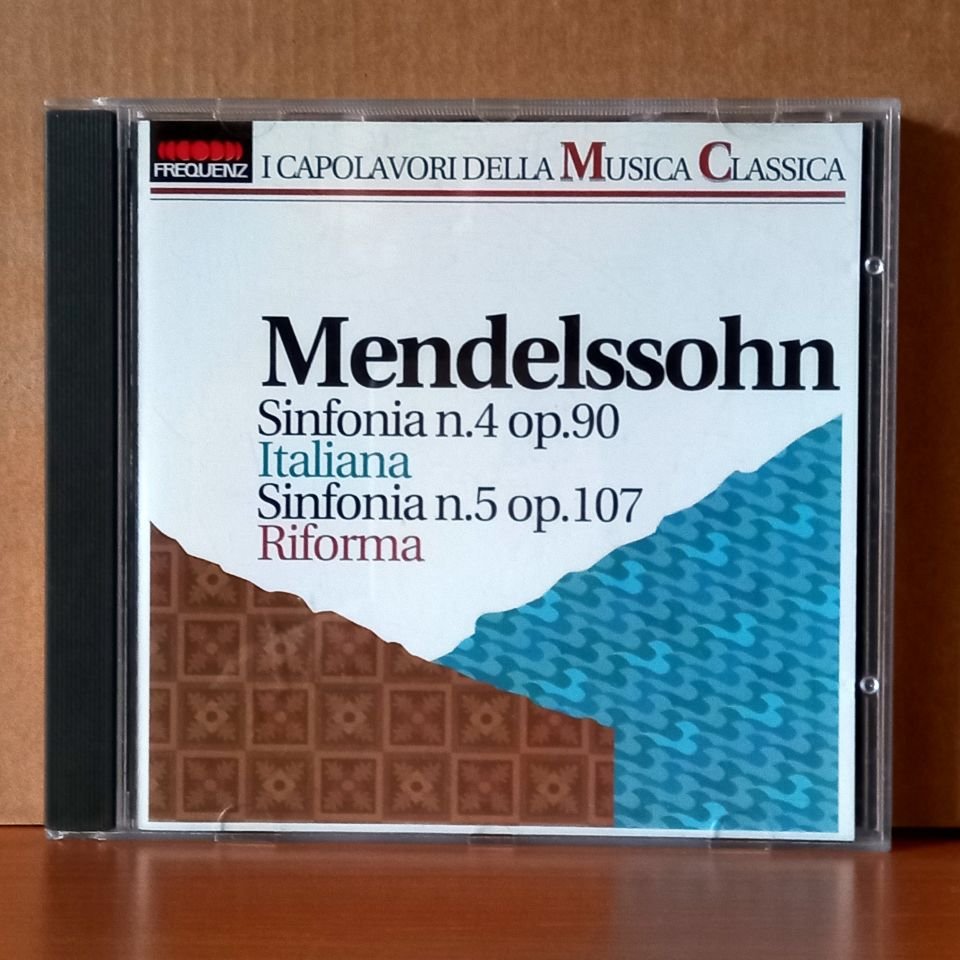 FREQUENZ
I CAPOLAVORI DELLA MUSICA CLASSICA
Mendelssohn
Sinfonia n.4 op.90
Italiana
Sinfonia n.5 op.107
Riforma